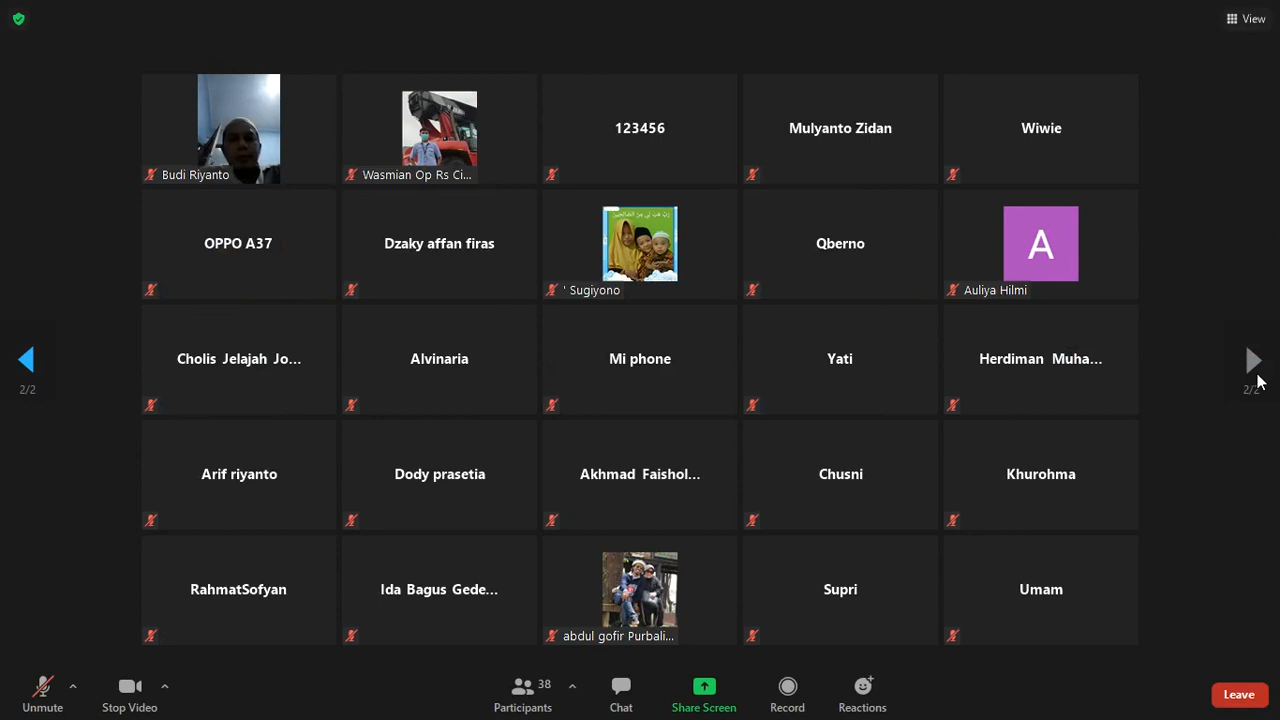 View
123456
Mulyanto Zidan
Wiwie
Budi Riyanto
Wasmian Op Rs Ci...
OPPO A37
Dzaky affan firas
رَبِّ هَبْ لِي مِنَ الصَّالِحِينَ
Qberno
A
' Sugiyono
Auliya Hilmi
Cholis Jelajah Jo...
Alvinaria
Mi phone
Yati
Herdiman Muha...
2/2
2/2
Arif riyanto
Dody prasetia
Akhmad Faishol...
Chusni
Khurohma
RahmatSofyan
Ida Bagus Gede...
Supri
Umam
abdul gofir Purbali...
38
Unmute
Stop Video
Participants
Chat
Share Screen
Record
Reactions
Leave